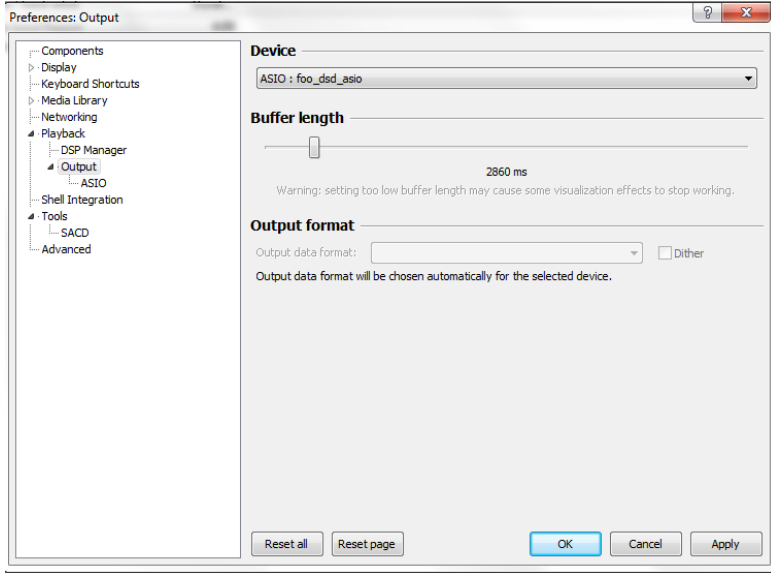 Preferences: Output
Components
Display
Keyboard Shortcuts
Media Library
Networking
Playback
DSP Manager
Output
ASIO
Shell Integration
Tools
SACD
Advanced
Device
ASIO : foo_dsd_asio
Buffer length
2860 ms
Warning: setting too low buffer length may cause some visualization effects to stop working.
Output format
Output data format:
Dither
Output data format will be chosen automatically for the selected device.
Reset all
Reset page
OK
Cancel
Apply